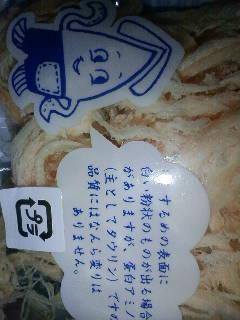 するめの表面に
白い粉状のものが出る場合
がありますが、蛋白アミノ
(主としてタウリン)ですの
品質にはなんら変りは
ありません。
プラ